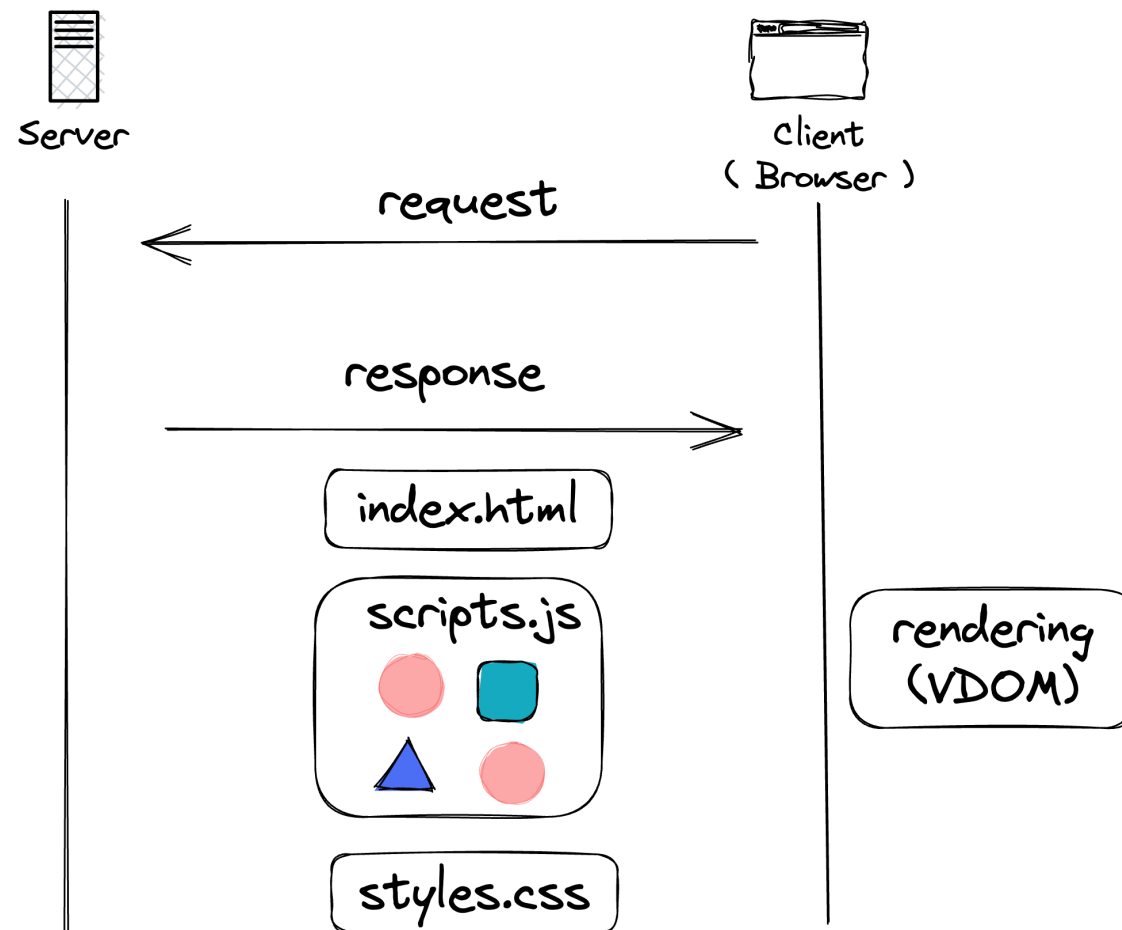 Server
Client
( Browser )
request
response
index.html
scripts.js
rendering
(VDOM)
styles.css